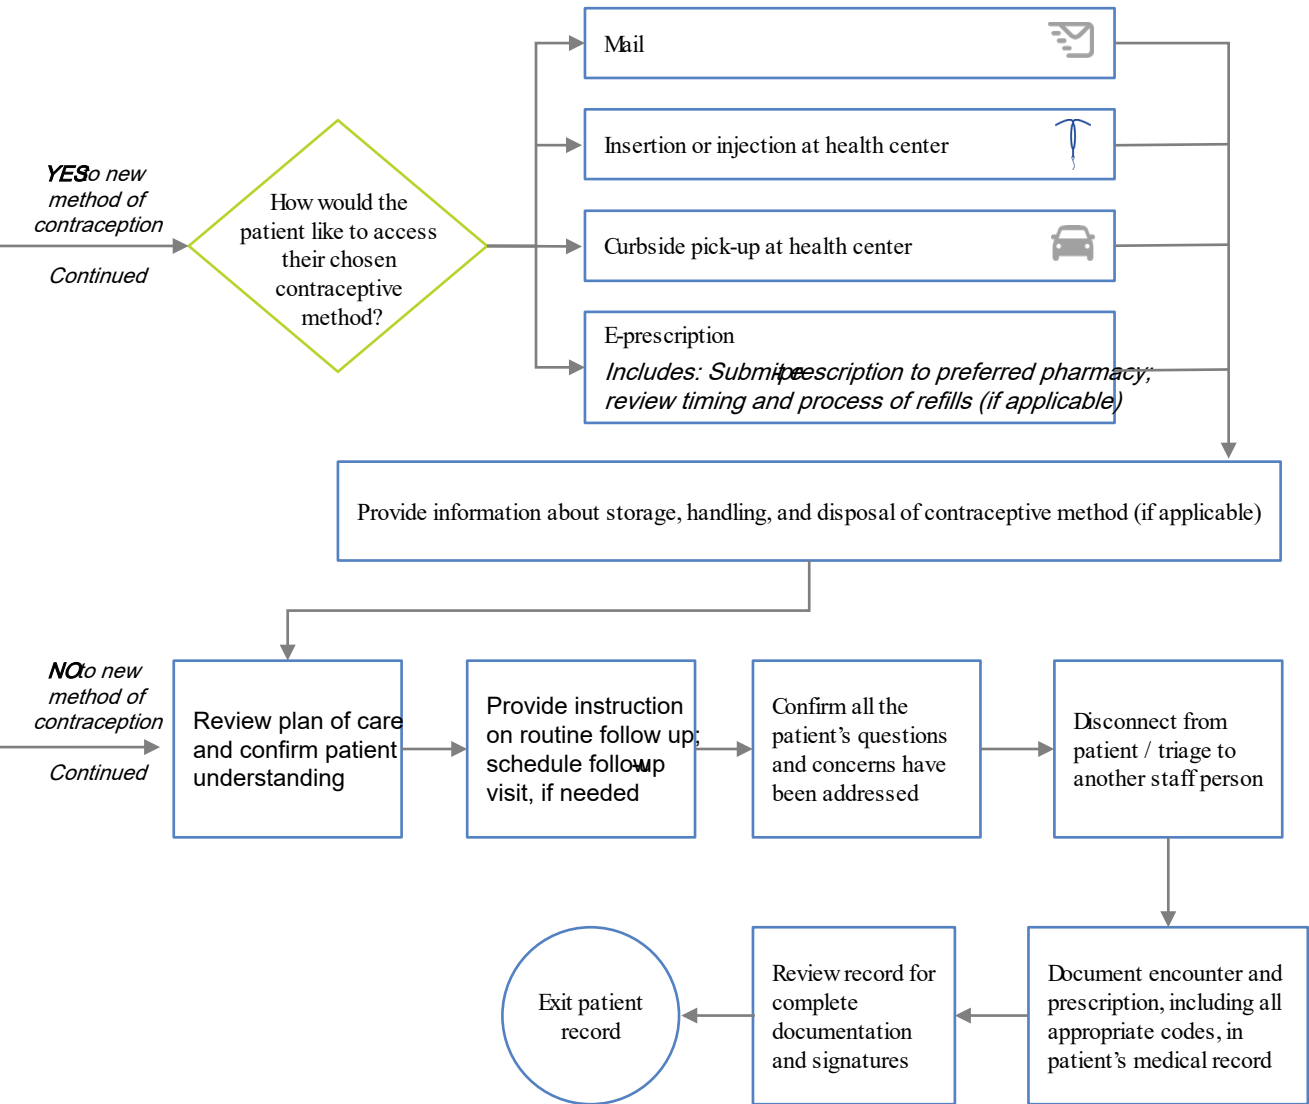 Mail
Insertion or injection at health center
YES to new
method of
contraception
Continued
How would the
patient like to access
their chosen
contraceptive
method?
Curbside pick-up at health center
E-prescription
Includes: Submit e-prescription to preferred pharmacy;
review timing and process of refills (if applicable)
Provide information about storage, handling, and disposal of contraceptive method (if applicable)
NO to new
method of
contraception
Continued
Review plan of care
and confirm patient
understanding
Provide instruction
on routine follow up;
schedule follow-up
visit, if needed
Confirm all the
patient's questions
and concerns have
been addressed
Disconnect from
patient / triage to
another staff person
Exit patient
record
Review record for
complete
documentation
and signatures
Document encounter and
prescription, including all
appropriate codes, in
patient's medical record